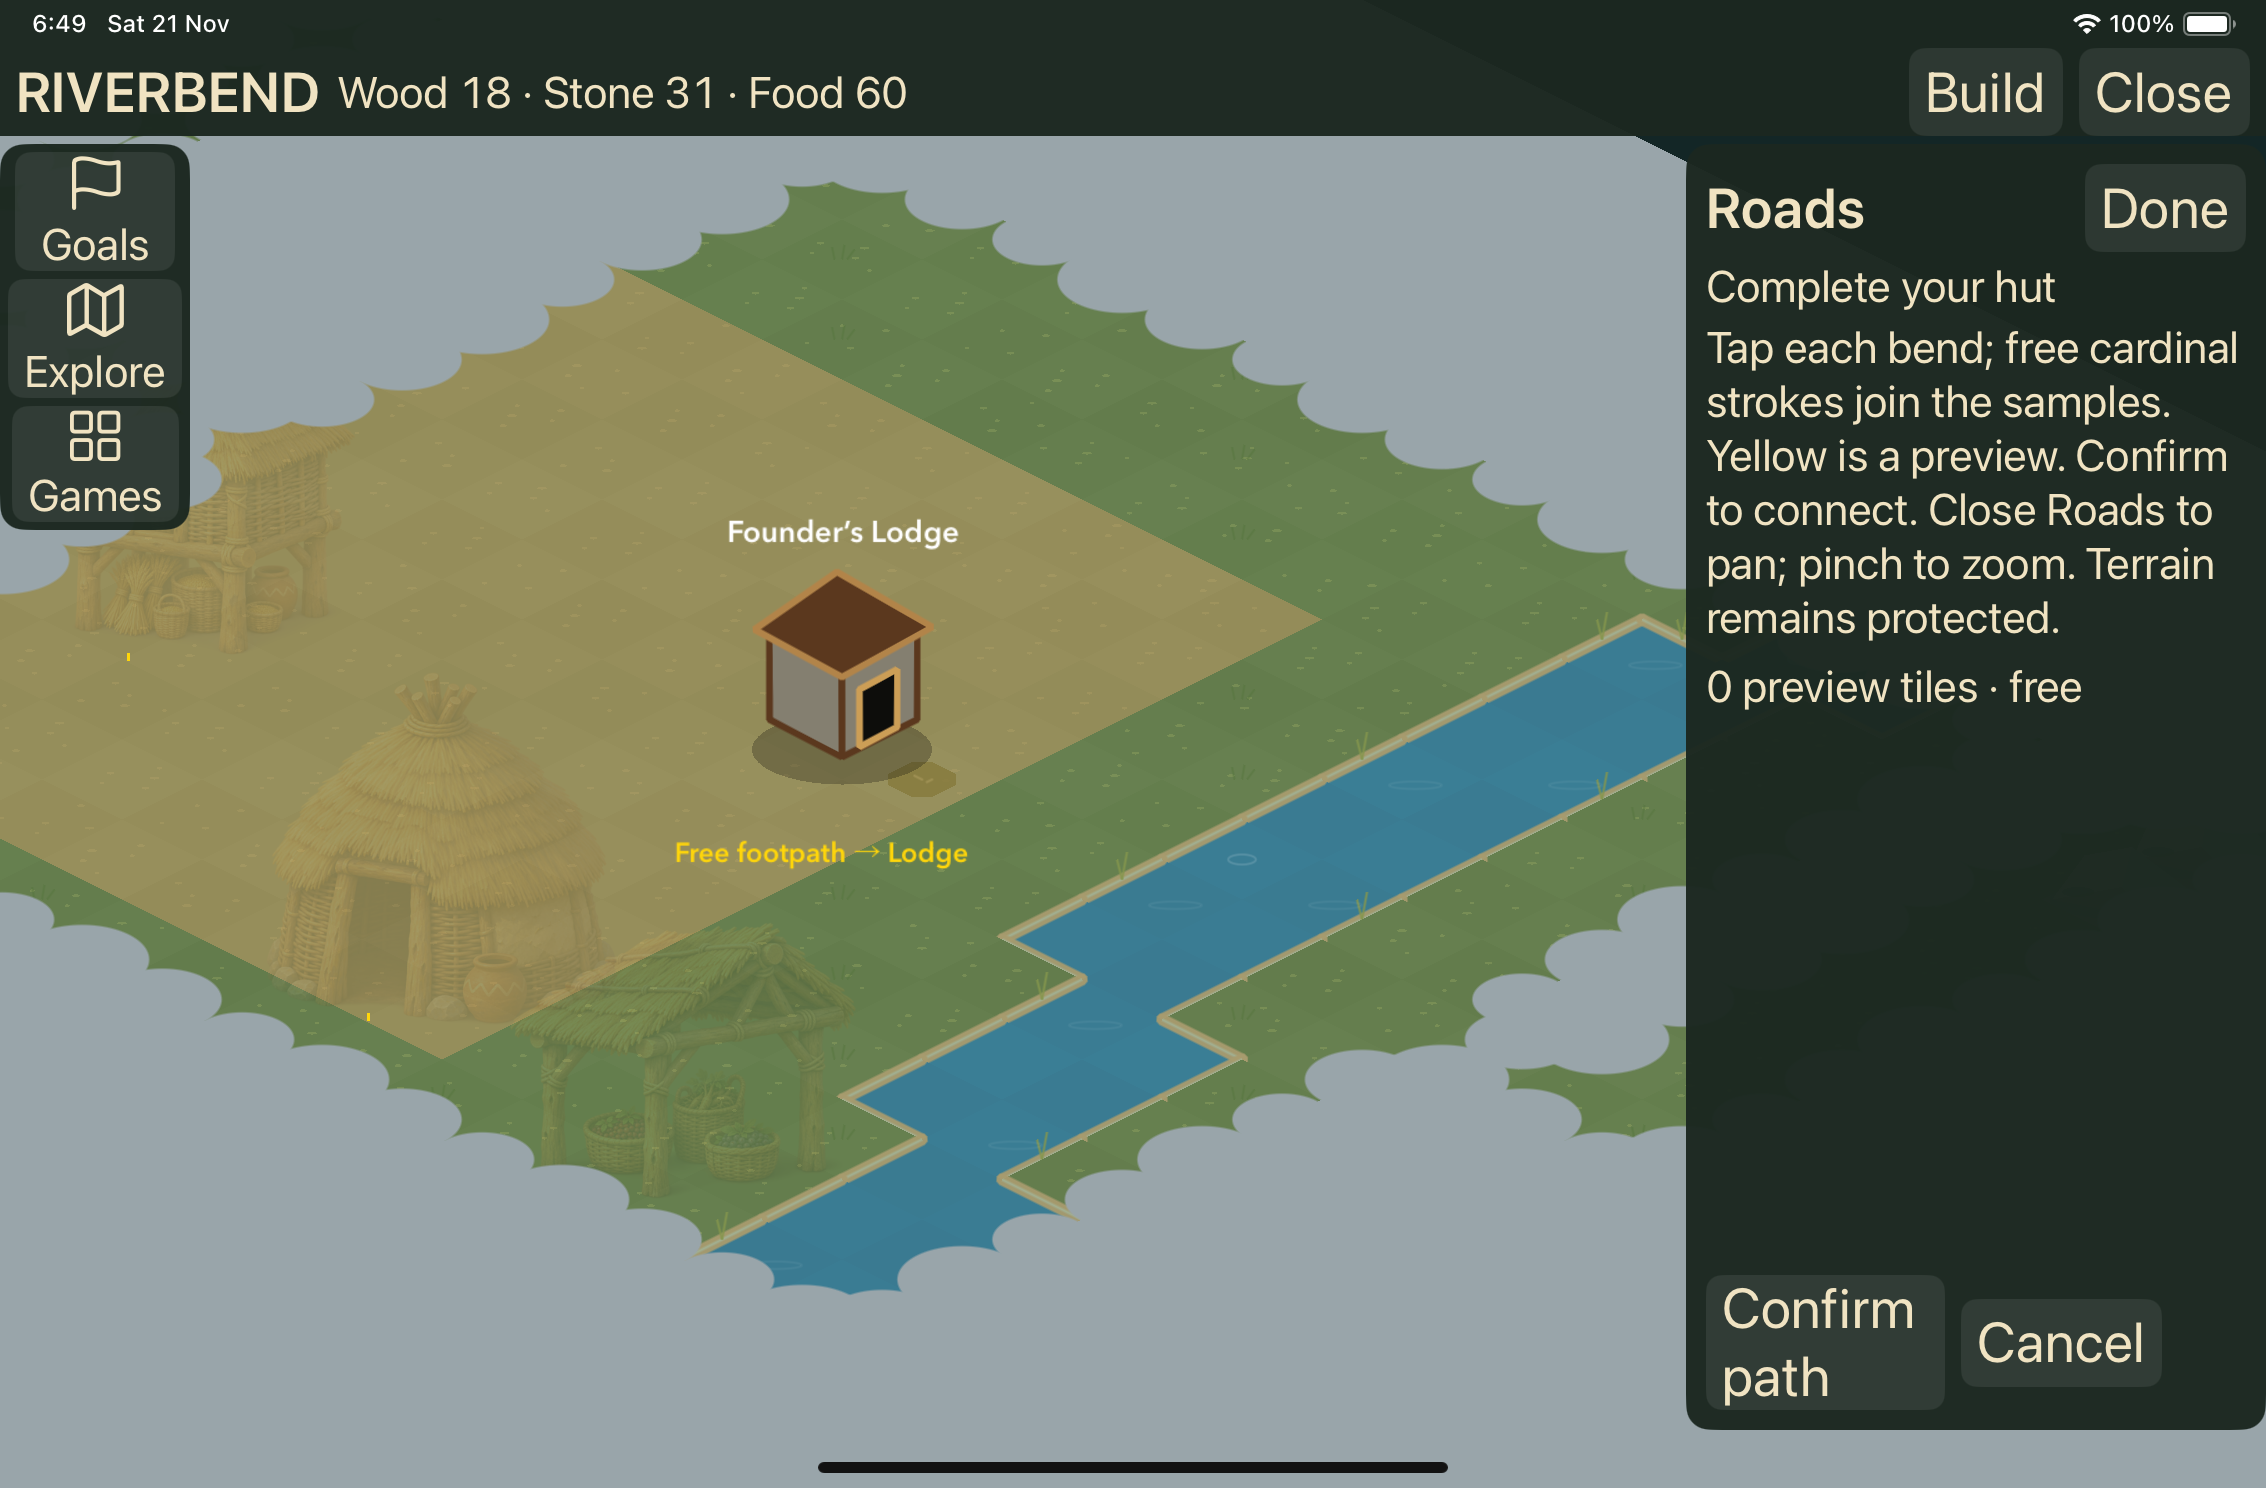 6:49 Sat 21 Nov
100%
RIVERBEND Wood 18 · Stone 31 · Food 60
Build
Close
Goals
Explore
Games
Founder’s Lodge
Free footpath → Lodge
Roads
Done
Complete your hut
Tap each bend; free cardinal
strokes join the samples.
Yellow is a preview. Confirm
to connect. Close Roads to
pan; pinch to zoom. Terrain
remains protected.
0 preview tiles · free
Confirm
path
Cancel